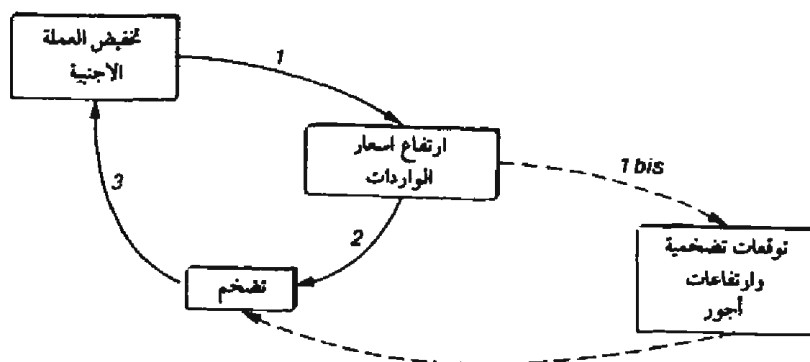 تخفيض العملة
الاجنبية
1
ارتفاع اسعار
الواردات
1 bis
3
2
توقعات تضخمية
وارتفاعات
أجور
تضخم